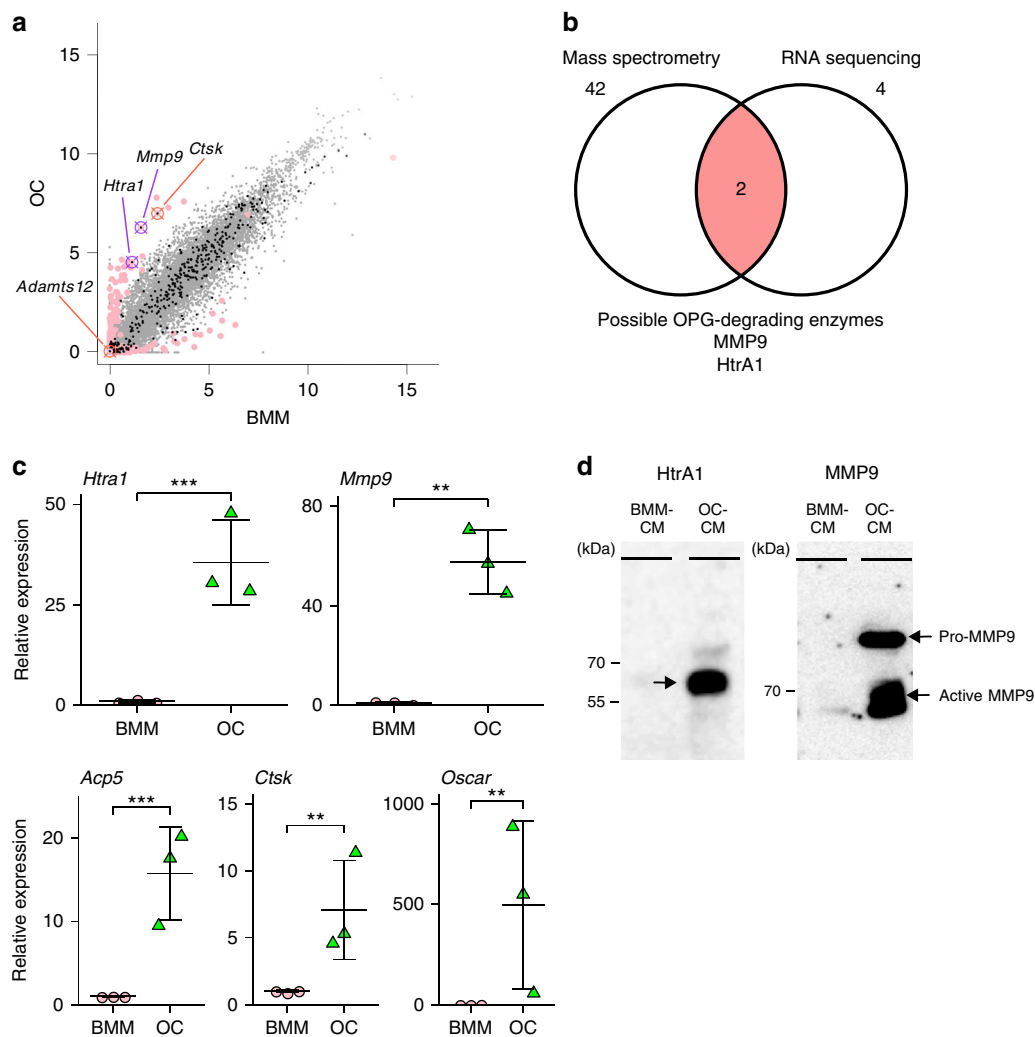 a
OC
15
10
5
0
Htra1
Mmp9
Ctsk
Adamts12
0
5
10
15
BMM
b
Mass spectrometry
RNA sequencing
42
4
2
Possible OPG-degrading enzymes
MMP9
HtrA1
c
Relative expression
Htra1
***
50
25
0
BMM
OC
Mmp9
**
80
40
0
BMM
OC
Relative expression
Acp5
***
20
10
0
BMM
OC
Ctsk
**
15
10
5
0
BMM
OC
Oscar
**
1000
500
0
BMM
OC
d
HtrA1
MMP9
BMM-
CM
OC-
CM
(kDa)
70
55
BMM-
CM
OC-
CM
(kDa)
70
Pro-MMP9
Active MMP9